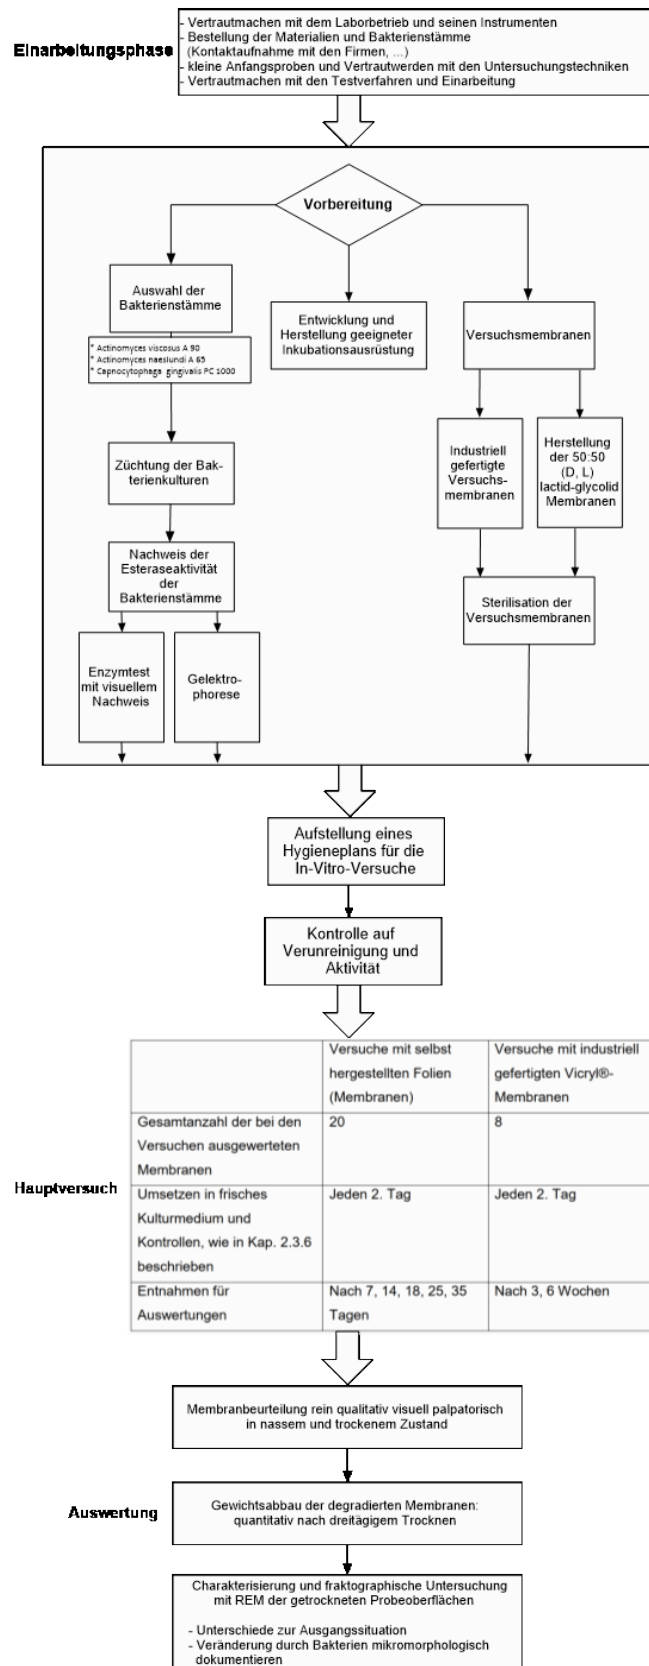 Einarbeitungsphase
- Vertrautmachen mit dem Laborbetrieb und seinen Instrumenten
- Bestellung der Materialien und Bakterienstämme
(Kontaktaufnahme mit den Firmen, ...)
- kleine Anfangsproben und Vertrautwerden mit den Untersuchungstechniken
- Vertrautmachen mit den Testverfahren und Einarbeitung
Vorbereitung
Auswahl der
Bakterienstämme
* Actinomyces viscosus A 90
* Actinomyces naeslundi A 65
* Capnocytophaga gingivalis PC 1000
Züchtung der Bak-
terienkulturen
Nachweis der
Esteraseaktivität
der
Bakterienstämme
Enzymtest
mit visuellem
Nachweis
Gelektro-
phorese
Entwicklung und
Herstellung geeigneter
Inkubationsausrüstung
Versuchsmembranen
Industriell
gefertigte
Versuchs-
membranen
Herstellung
der 50:50
(D, L)
lactid-glycolid
Membranen
Sterilisation der
Versuchsmembranen
Aufstellung eines
Hygieneplans für die
In-Vitro-Versuche
Kontrolle auf
Verunreinigung und
Aktivität
Hauptversuch
Versuche mit selbst
hergestellten Folien
(Membranen)
Versuche mit industriell
gefertigten Vicryl®-
Membranen
Gesamtanzahl der bei den
Versuchen ausgewerteten
Membranen
20
8
Umsetzen in frisches
Kulturmedium und
Kontrollen, wie in Kap. 2.3.6
beschrieben
Jeden 2. Tag
Jeden 2. Tag
Entnahmen für
Auswertungen
Nach 7, 14, 18, 25, 35
Tagen
Nach 3, 6 Wochen
Membranbeurteilung rein qualitativ visuell palpatorisch
in nassem und trockenem Zustand
Auswertung
Gewichtsabbau der degradierten Membranen:
quantitativ nach dreitägigem Trocknen
Charakterisierung und fraktographische Untersuchung
mit REM der getrockneten Probeoberflächen
- Unterschiede zur Ausgangssituation
- Veränderung durch Bakterien mikromorphologisch
dokumentieren